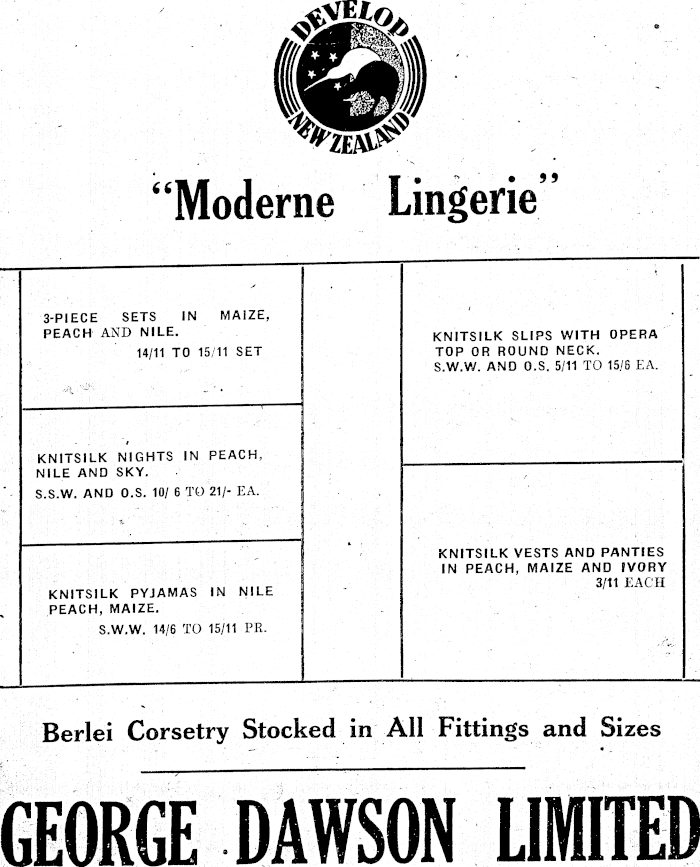 DEVELOP
NEW ZEALAND
“Moderne Lingerie”
3-PIECE SETS IN MAIZE,
PEACH AND NILE.
14/11 TO 15/11 SET
KNITSILK NIGHTS IN PEACH,
NILE AND SKY.
S.S.W. AND O.S. 10/ 6 TO 21/- EA.
KNITSILK PYJAMAS IN NILE
PEACH, MAIZE.
S.W.W. 14/6 TO 15/11 PR.
KNITSILK SLIPS WITH OPERA
TOP OR ROUND NECK.
S.W.W. AND O.S. 5/11 TO 15/6 EA.
KNITSILK VESTS AND PANTIES
IN PEACH, MAIZE AND IVORY
3/11 EACH
Berlei Corsetry Stocked in All Fittings and Sizes
GEORGE DAWSON LIMITED